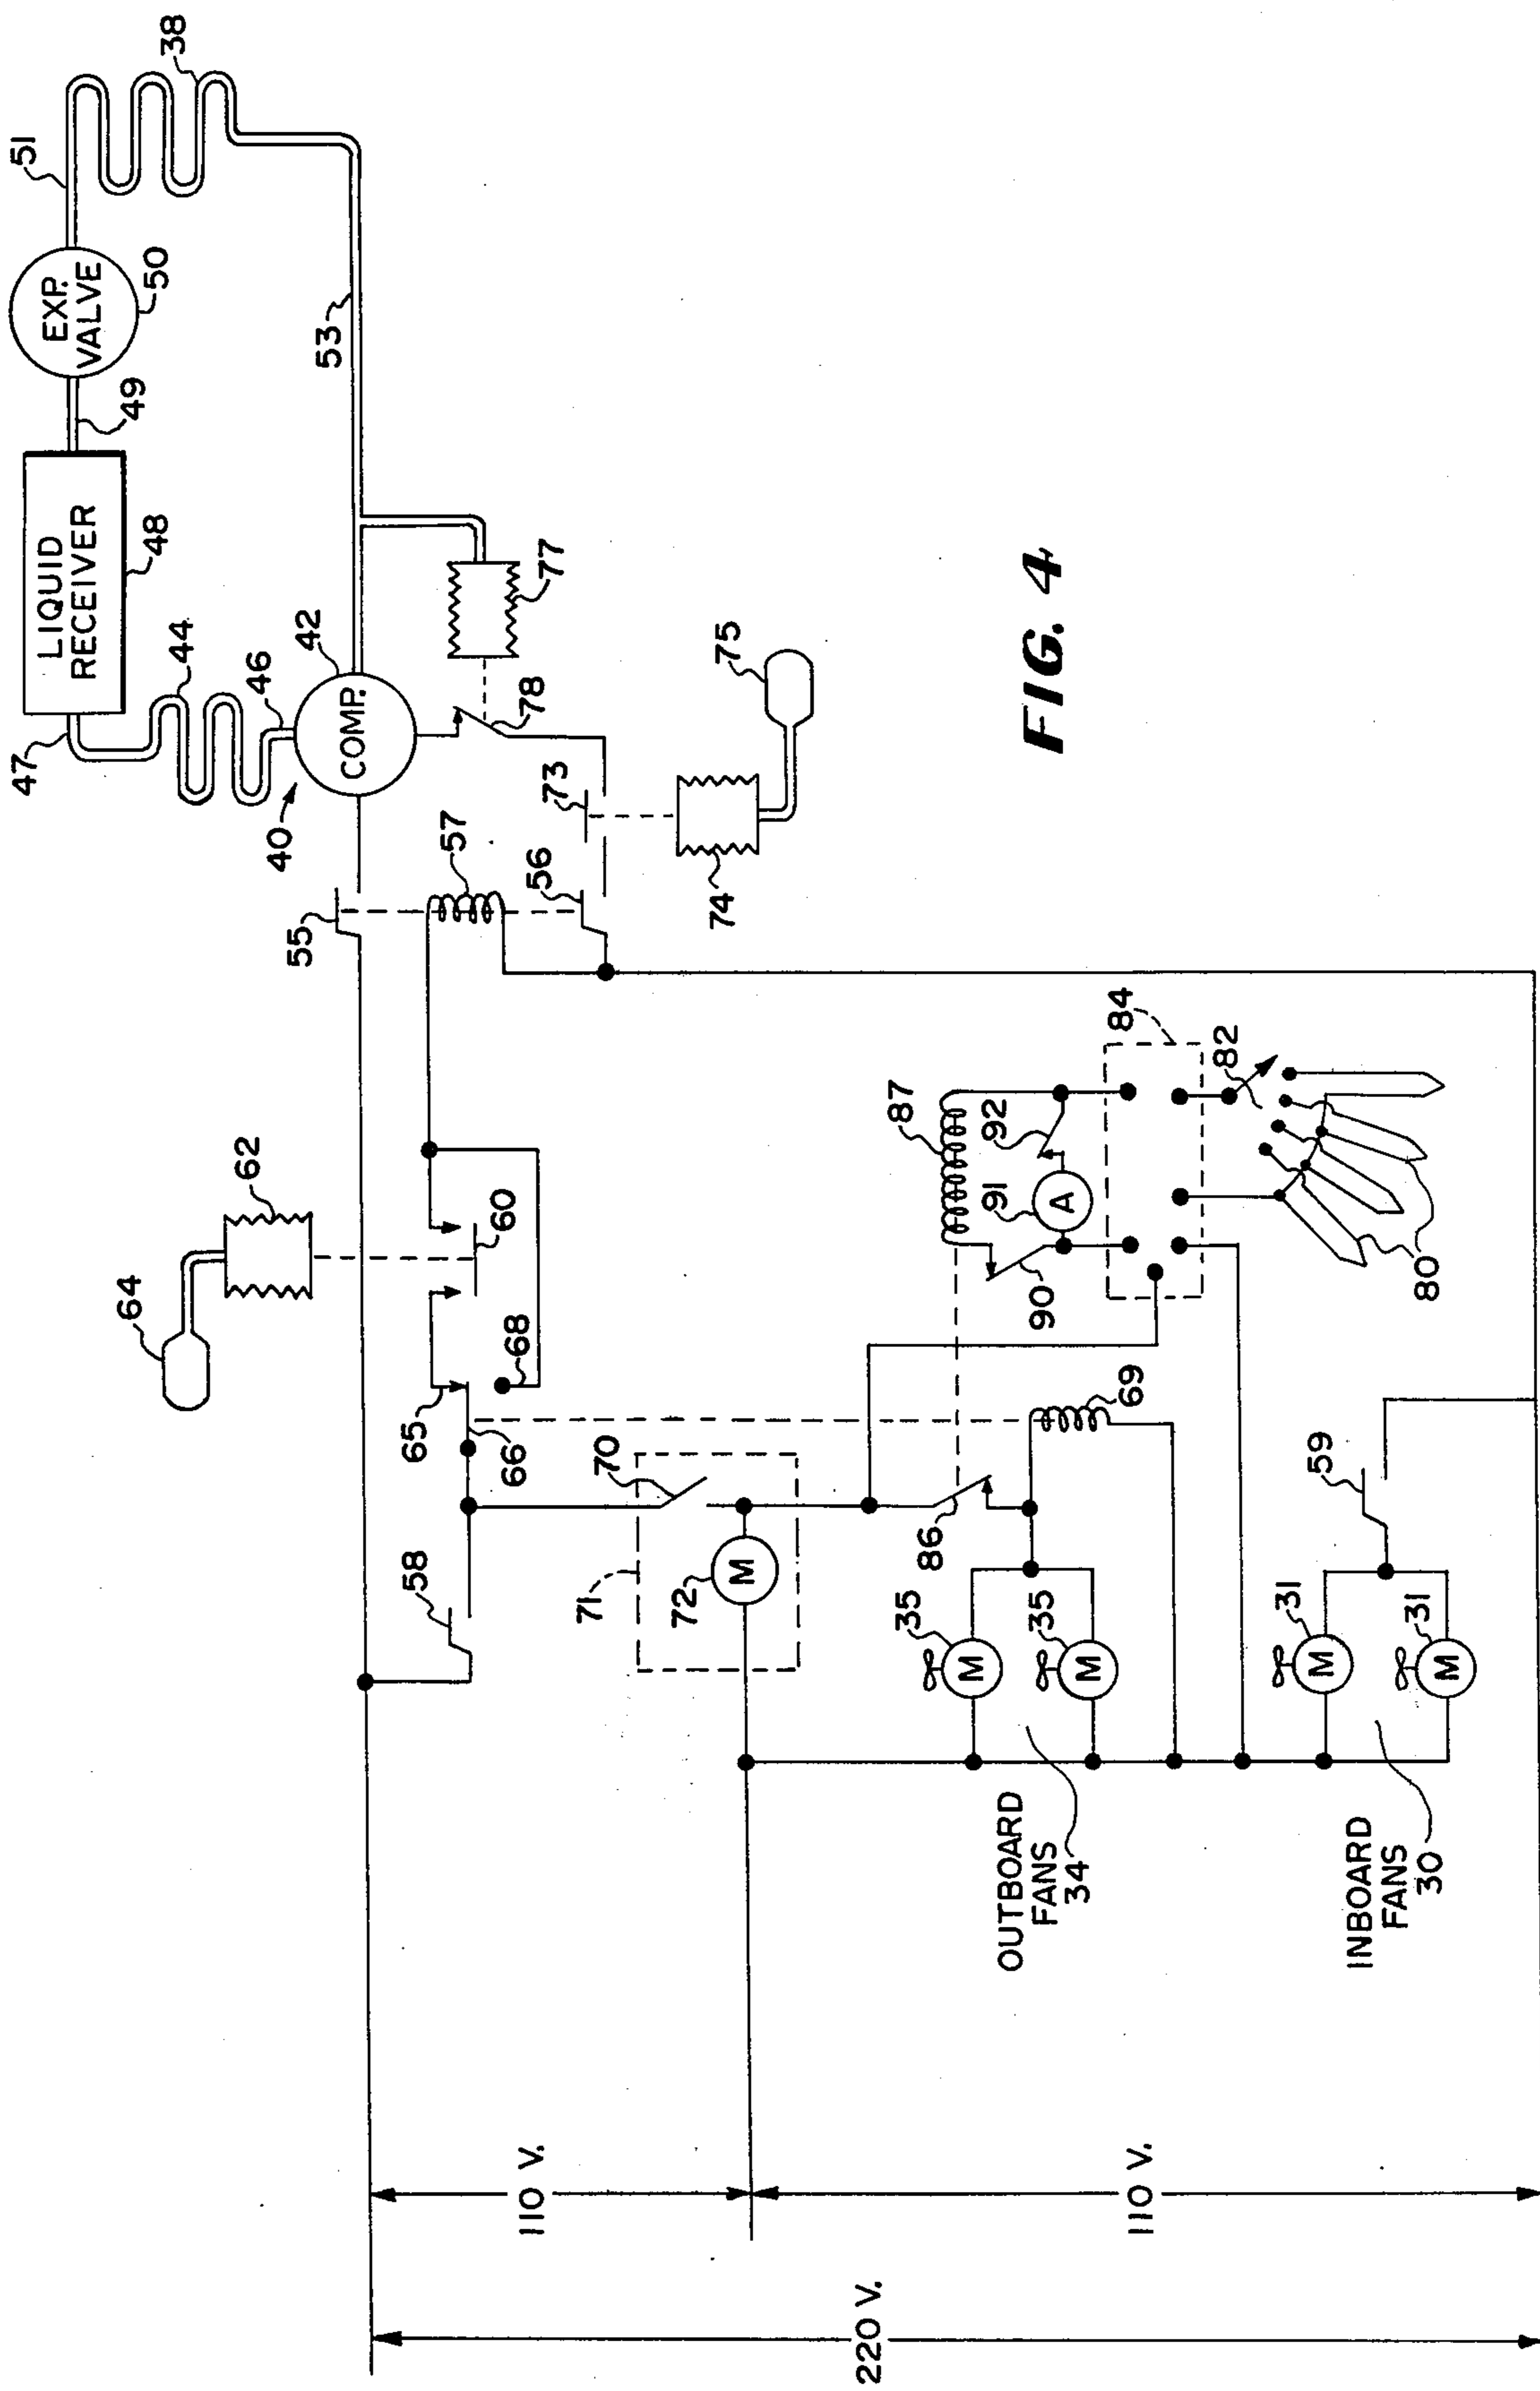 38
51
EXP.
VALVE
50
53
49
LIQUID
RECEIVER
48
44
47
46
42
COMP.
40
77
78
73
75
74
57
56
55
62
64
60
68
65
66
58
70
71
M
72
69
86
87
92
91
A
90
84
82
80
35
M
35
M
OUTBOARD
FANS
34
59
31
M
31
M
INBOARD
FANS
30
110 V.
110 V.
220 V.
FIG. 4